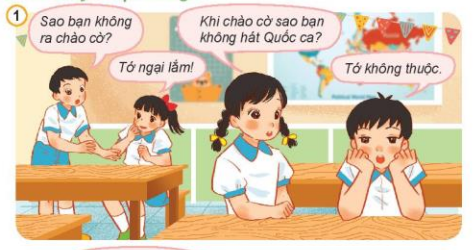 1
Sao bạn không
ra chào cờ?
Tớ ngại lắm!
Khi chào cờ sao bạn
không hát Quốc ca?
Tớ không thuộc.